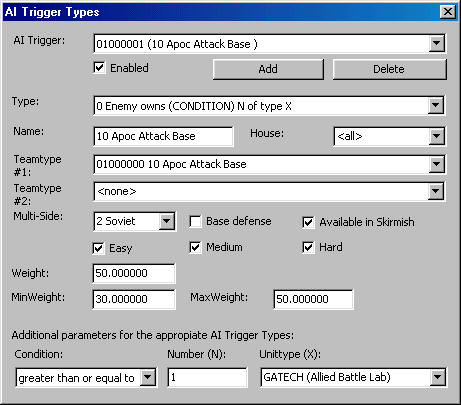 AI Trigger Types
AI Trigger: 01000001 (10 Apoc Attack Base )
Enabled Add Delete
Type: 0 Enemy owns (CONDITION) N of type X
Name: 10 Apoc Attack Base House: <all>
Teamtype #1: 01000000 10 Apoc Attack Base
Teamtype #2: <none>
Multi-Side: 2 Soviet Base defense Available in Skirmish
Easy Medium Hard
Weight: 50.000000
MinWeight: 30.000000 MaxWeight: 50.000000
Additional parameters for the appropiate AI Trigger Types:
Condition: Number (N): Unittype (X):
greater than or equal to 1 GATECH (Allied Battle Lab)